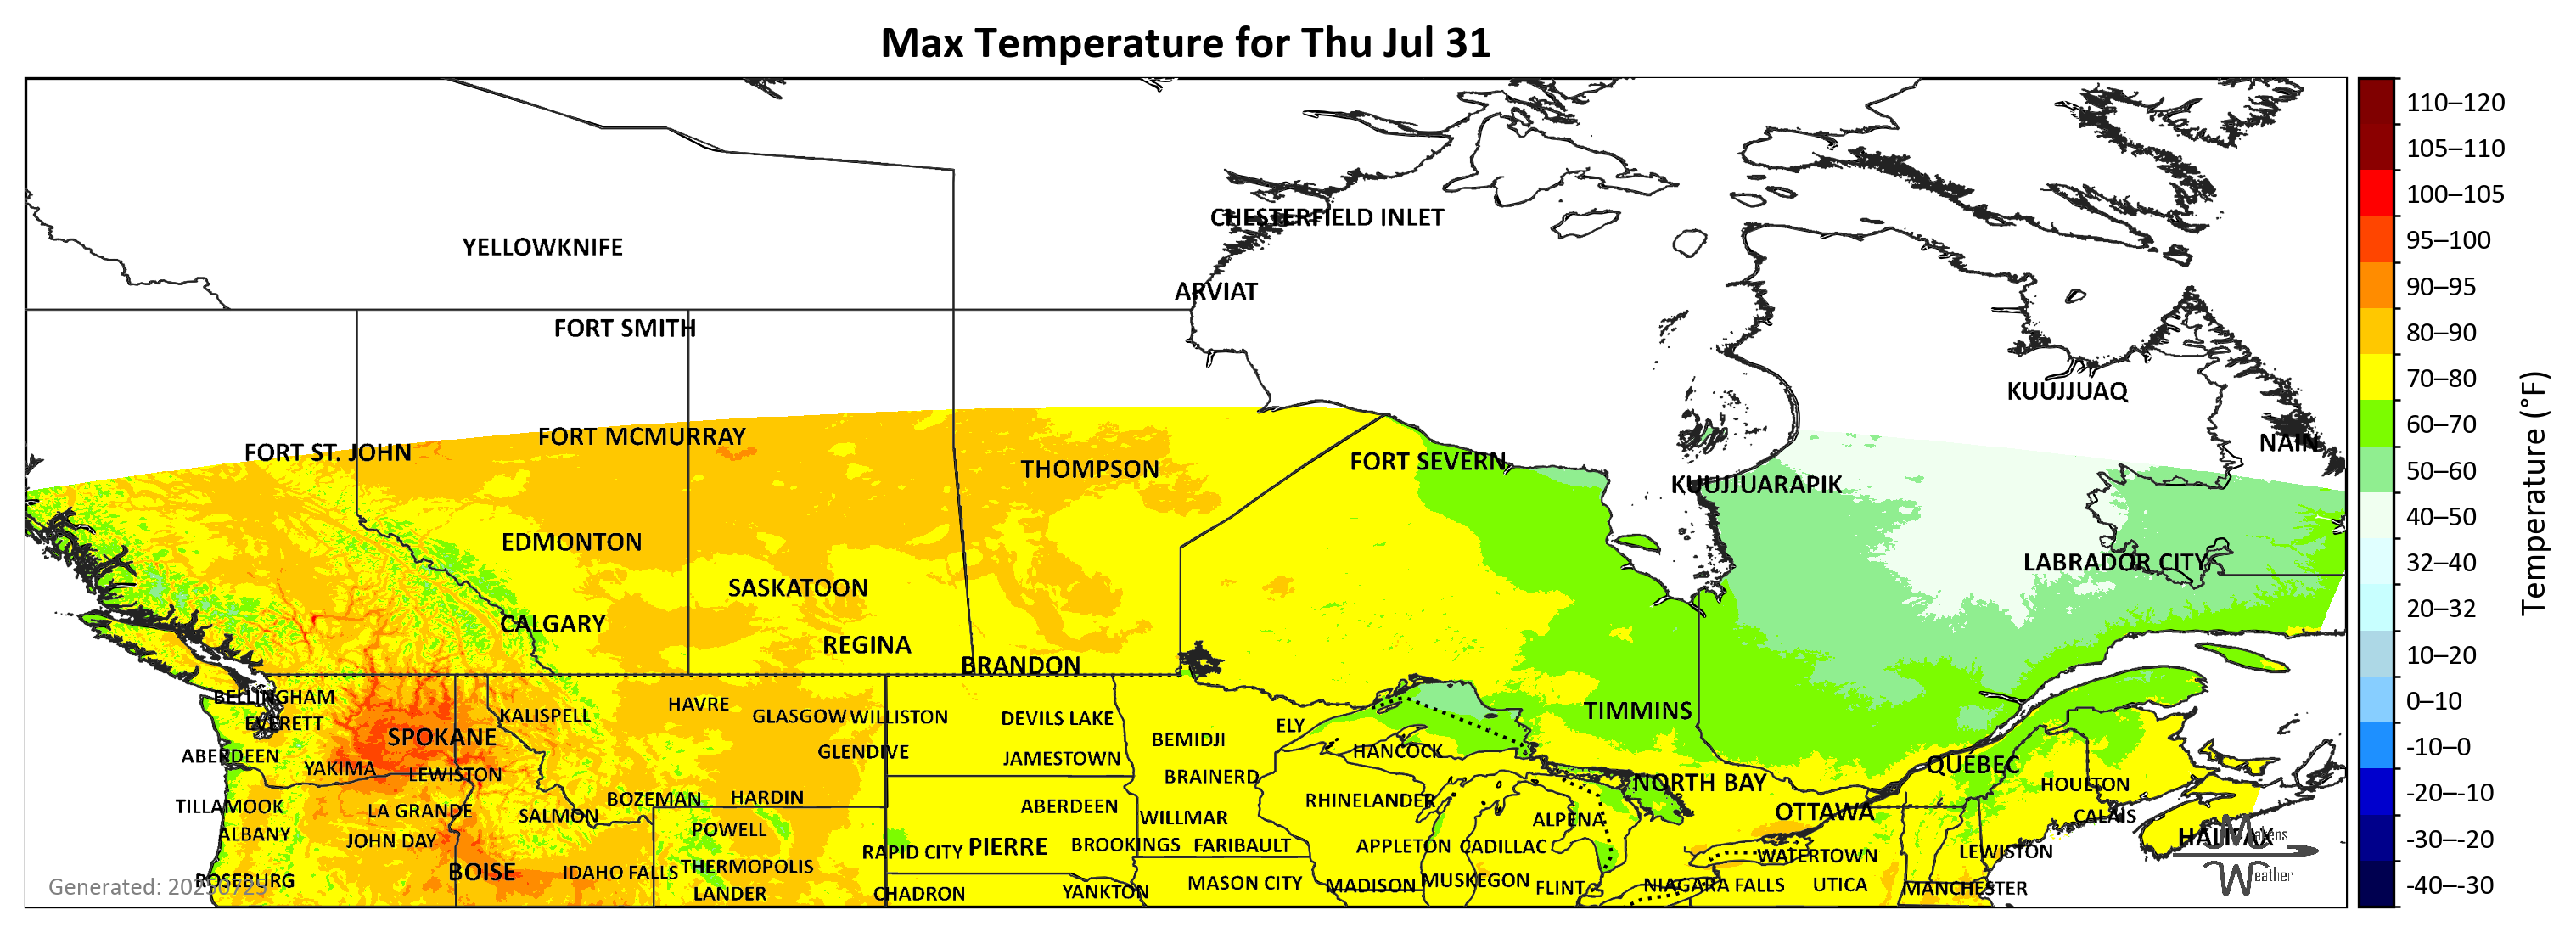 Max Temperature for Thu Jul 31
110–120
105–110
100–105
95–100
90–95
80–90
70–80
60–70
50–60
40–50
32–40
20–32
10–20
0–10
-10–0
-20–-10
-30–-20
-40–-30
Temperature (°F)
CHESTERFIELD INLET
YELLOWKNIFE
ARVIAT
FORT SMITH
KUUJJUAQ
FORT MCMURRAY
NAIN
FORT ST. JOHN
FORT SEVERN
THOMPSON
KUUJJUARAPIK
EDMONTON
LABRADOR CITY
SASKATOON
CALGARY
REGINA
BRANDON
BELLINGHAM
HAVRE
TIMMINS
KALISPELL
GLASGOW
WILLISTON
DEVILS LAKE
EVERETT
ELY
SPOKANE
BEMIDJI
GLENDIVE
HANCOCK
ABERDEEN
JAMESTOWN
QUÉBEC
YAKIMA
LEWISTON
BRAINERD
NORTH BAY
HOULTON
BOZEMAN
HARDIN
RHINELANDER
TILLAMOOK
ABERDEEN
LA GRANDE
OTTAWA
SALMON
WILLMAR
CALAIS
ALPENA
POWELL
ALBANY
HALIFAX
Makens
JOHN DAY
PIERRE
BROOKINGS
FARIBAULT
APPLETON
CADILLAC
RAPID CITY
LEWISTON
WATERTOWN
THERMOPOLIS
BOISE
IDAHO FALLS
Weather
ROSEBURG
MUSKEGON
MASON CITY
MADISON
NIAGARA FALLS
UTICA
Generated: 20250725
FLINT
MANCHESTER
YANKTON
LANDER
CHADRON